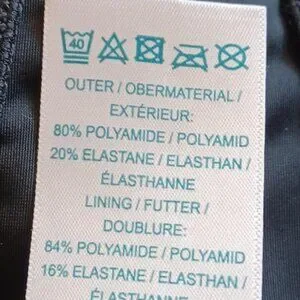 40
OUTER / OBERMATERIAL /
EXTÉRIEUR:
80% POLYAMIDE / POLYAMID
20% ELASTANE / ELASTHAN /
ÉLASTHANNE
LINING / FUTTER /
DOUBLURE:
84% POLYAMIDE / POLYAMID
16% ELASTANE / ELASTHAN /
ÉLASTHANNE